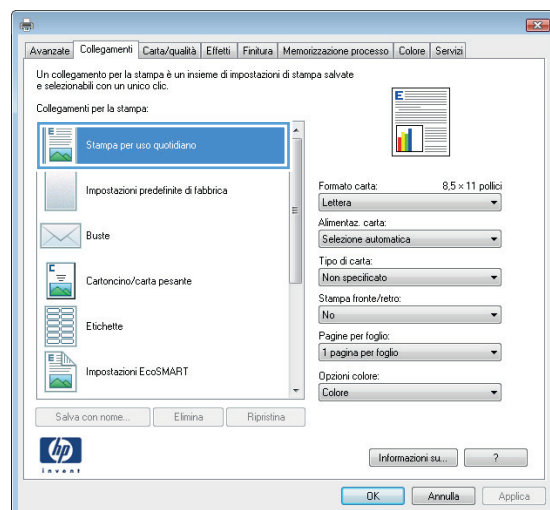 Avanzate Collegamenti Carta/qualità Effetti Finitura Memorizzazione processo Colore Servizi
Un collegamento per la stampa è un insieme di impostazioni di stampa salvate
e selezionabili con un unico clic.
Collegamenti per la stampa:
Stampa per uso quotidiano
Impostazioni predefinite di fabbrica
Buste
Cartoncino/carta pesante
Etichette
Impostazioni EcoSMART
Salva con nome... Elimina Ripristina
E
Formato carta: 8,5 × 11 pollici
Lettera
Alimentaz. carta:
Selezione automatica
Tipo di carta:
Non specificato
Stampa fronte/retro:
No
Pagine per foglio:
1 pagina per foglio
Opzioni colore:
Colore
hp
invent
Informazioni su... ?
OK Annulla Applica